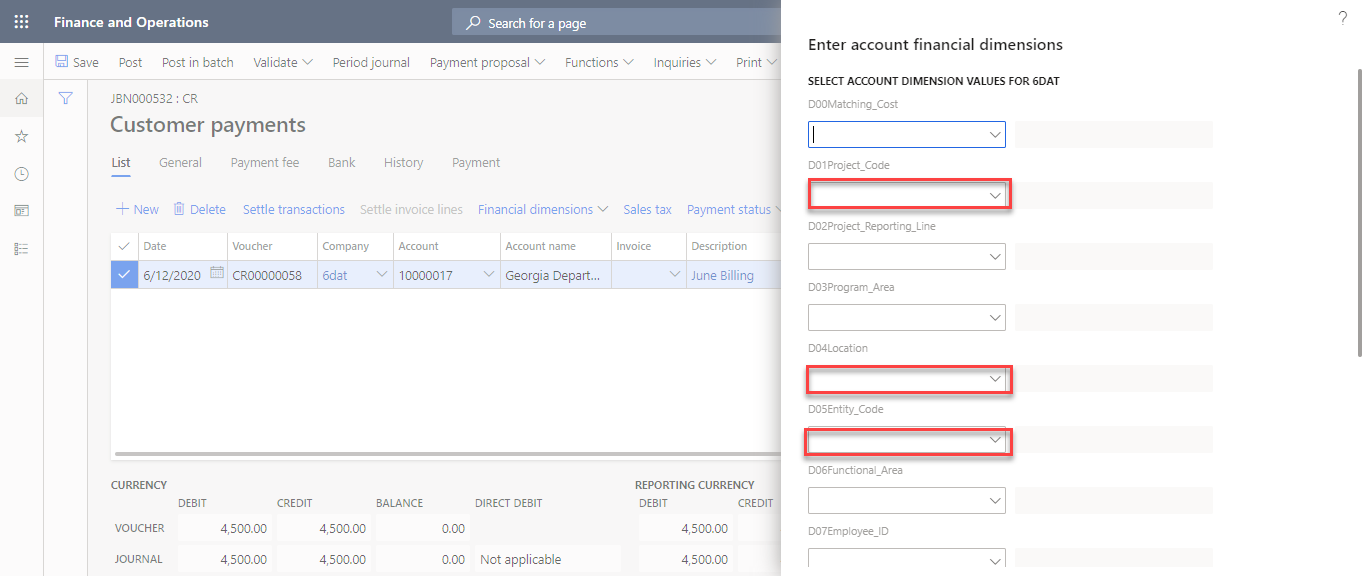 Finance and Operations
Search for a page
?
Save Post Post in batch Validate Period journal Payment proposal Functions Inquiries Print
JBN000532 : CR
Customer payments
List General Payment fee Bank History Payment
New Delete Settle transactions Settle invoice lines Financial dimensions Sales tax Payment status
Date Voucher Company Account Account name Invoice Description
6/12/2020 CR00000058 6dat 10000017 Georgia Depart... June Billing
CURRENCY REPORTING CURRENCY
DEBIT CREDIT BALANCE DIRECT DEBIT DEBIT CREDIT
VOUCHER 4,500.00 4,500.00 0.00 4,500.00
JOURNAL 4,500.00 4,500.00 0.00 Not applicable 4,500.00
Enter account financial dimensions
SELECT ACCOUNT DIMENSION VALUES FOR 6DAT
D00Matching_Cost
D01Project_Code
D02Project_Reporting_Line
D03Program_Area
D04Location
D05Entity_Code
D06Functional_Area
D07Employee_ID